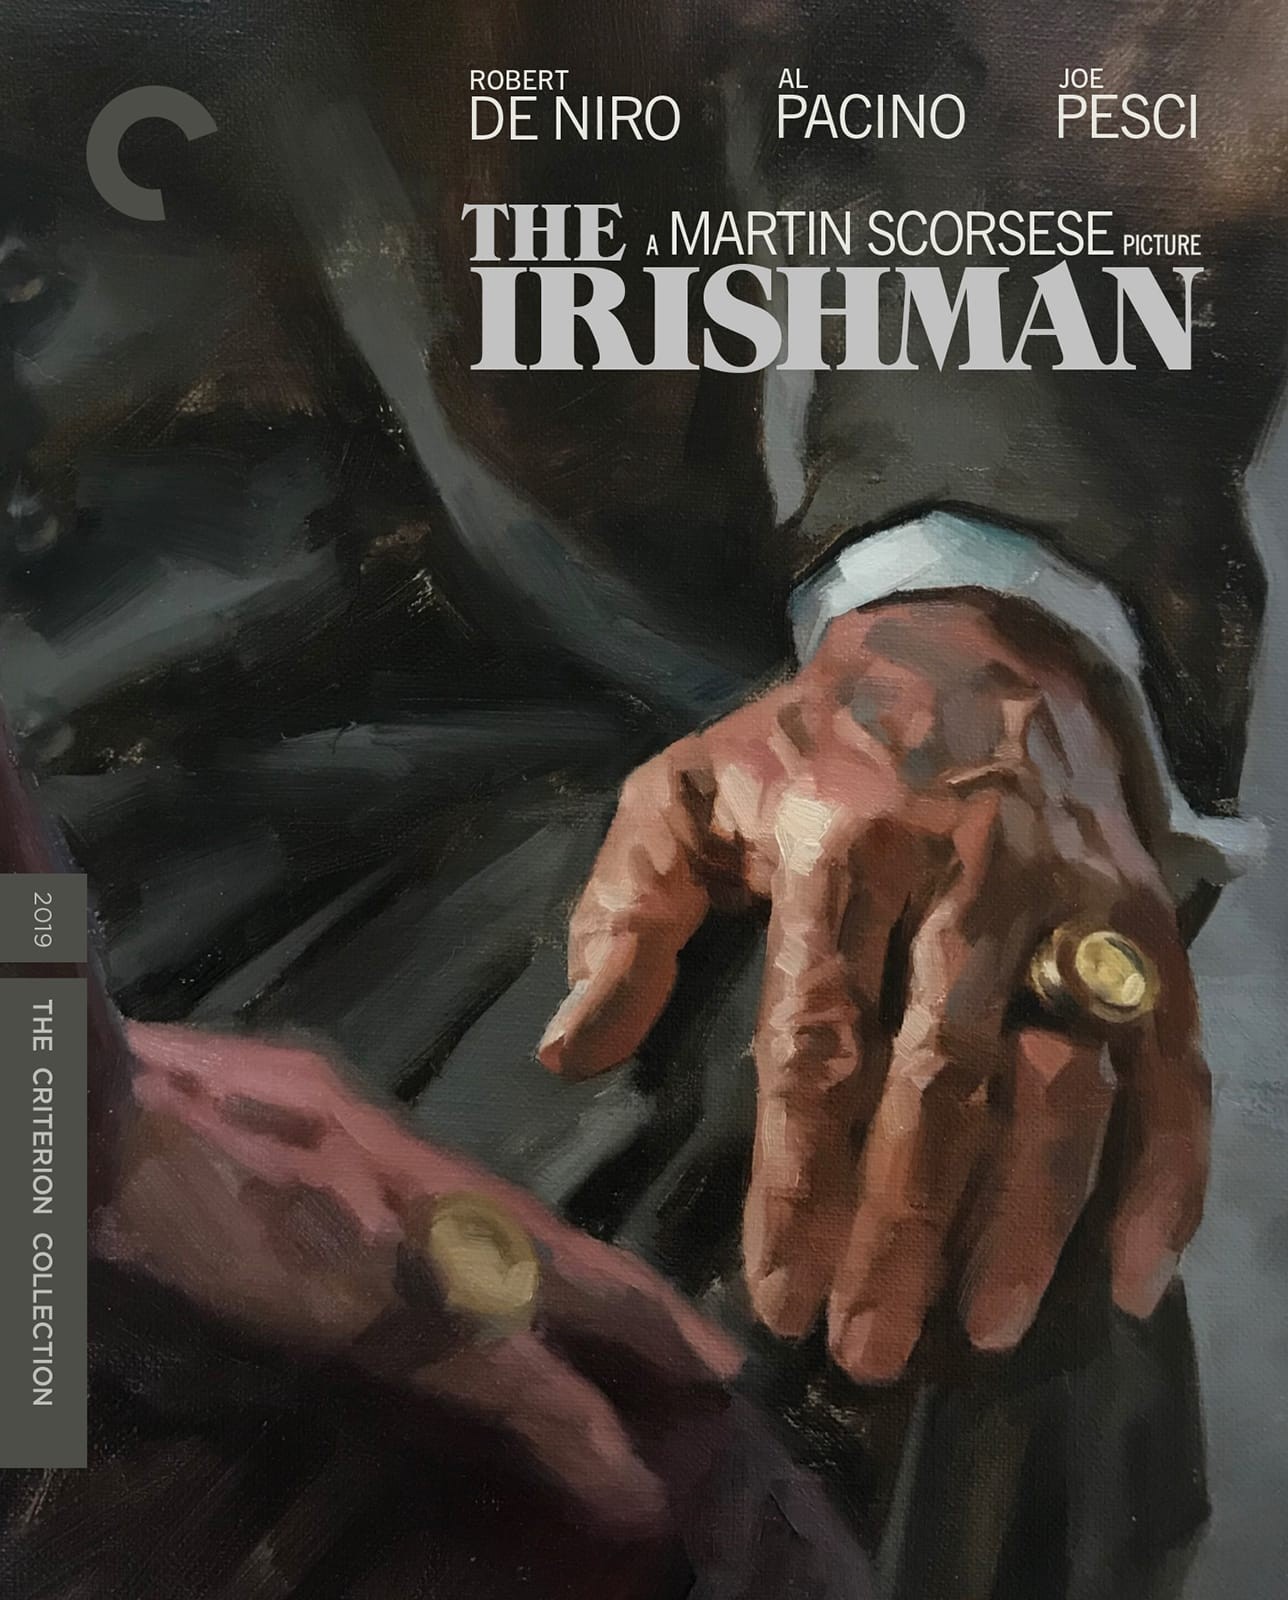 ROBERT
DE NIRO
AL
PACINO
JOE
PESCI
THE
A MARTIN SCORSESE PICTURE
IRISHMAN
2019
THE CRITERION COLLECTION